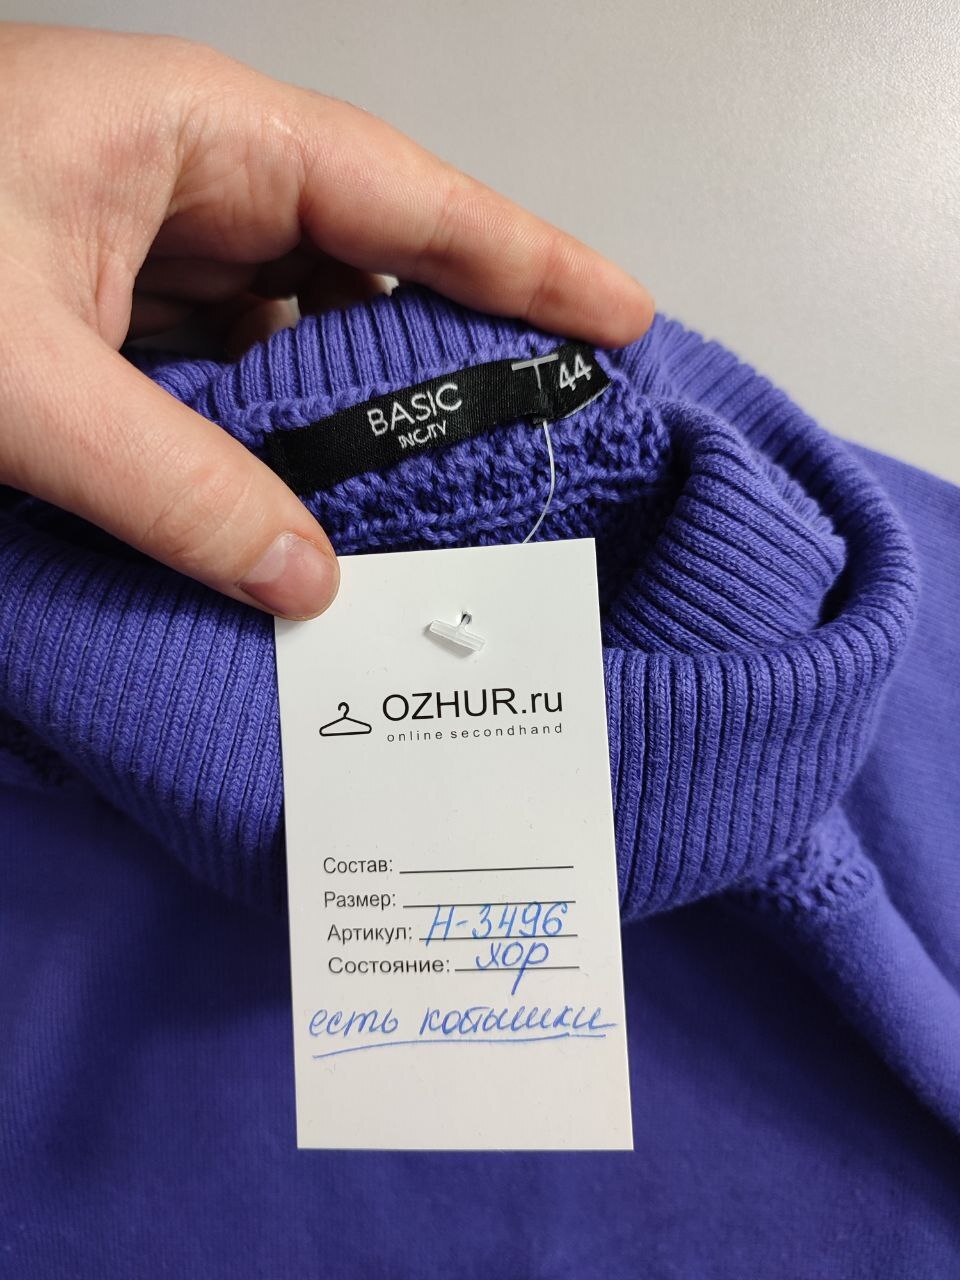 BASIC
INCITY
44
OZHUR.ru
online secondhand
Состав:
Размер:
Артикул: Н-3496
Состояние: хор
есть катышки